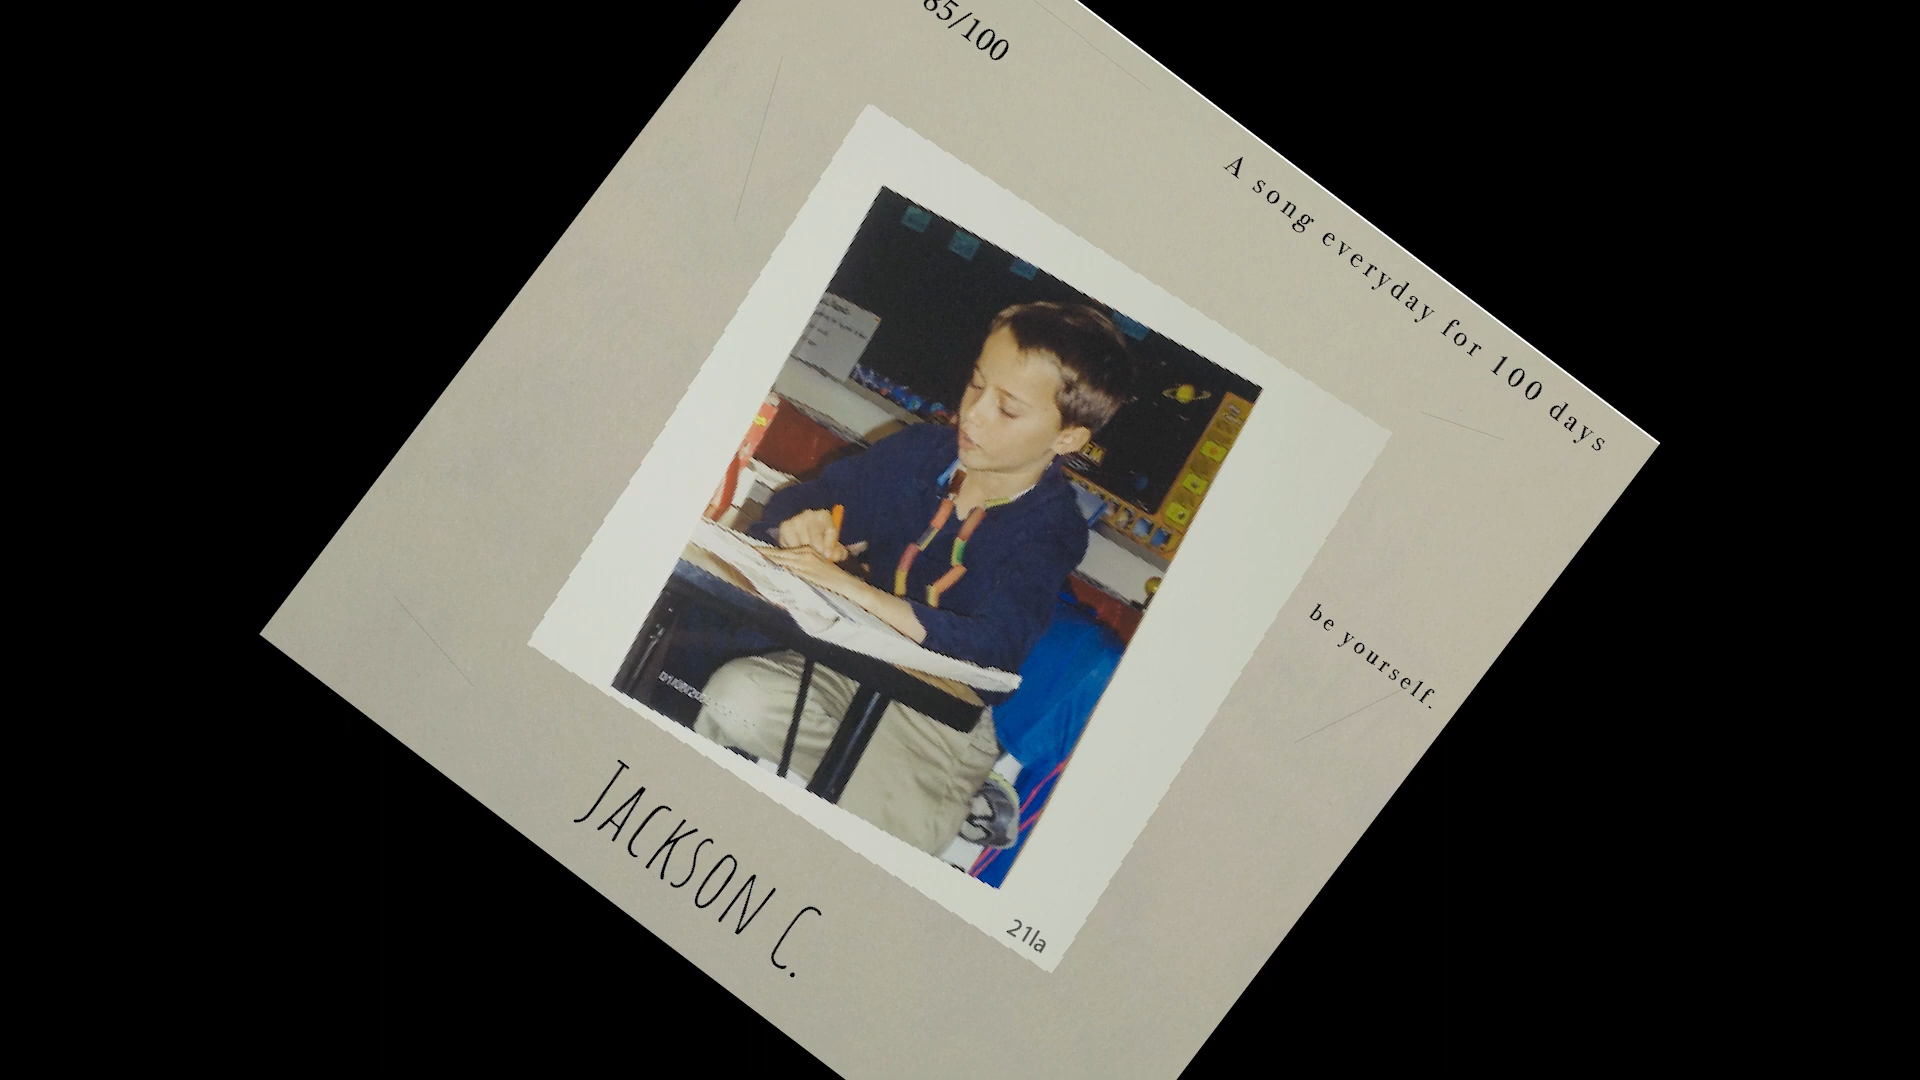 85/100
A song everyday for 100 days
be yourself.
21la
JACKSON C.